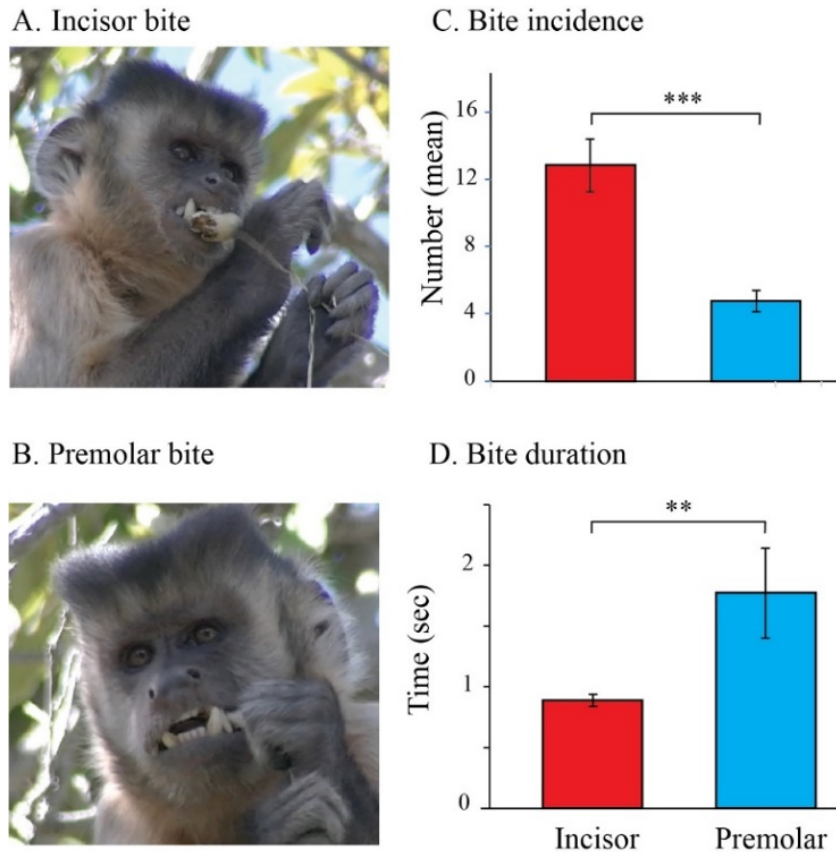 A. Incisor bite
C. Bite incidence
***
16
12
8
4
0
Number (mean)
B. Premolar bite
D. Bite duration
**
2
1
0
Time (sec)
Incisor
Premolar